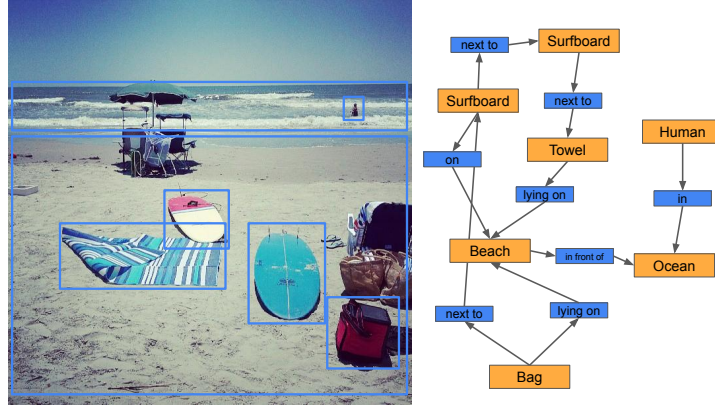 next to
Surfboard
Surfboard
next to
Human
on
Towel
lying on
in
Beach
in front of
Ocean
next to
lying on
Bag